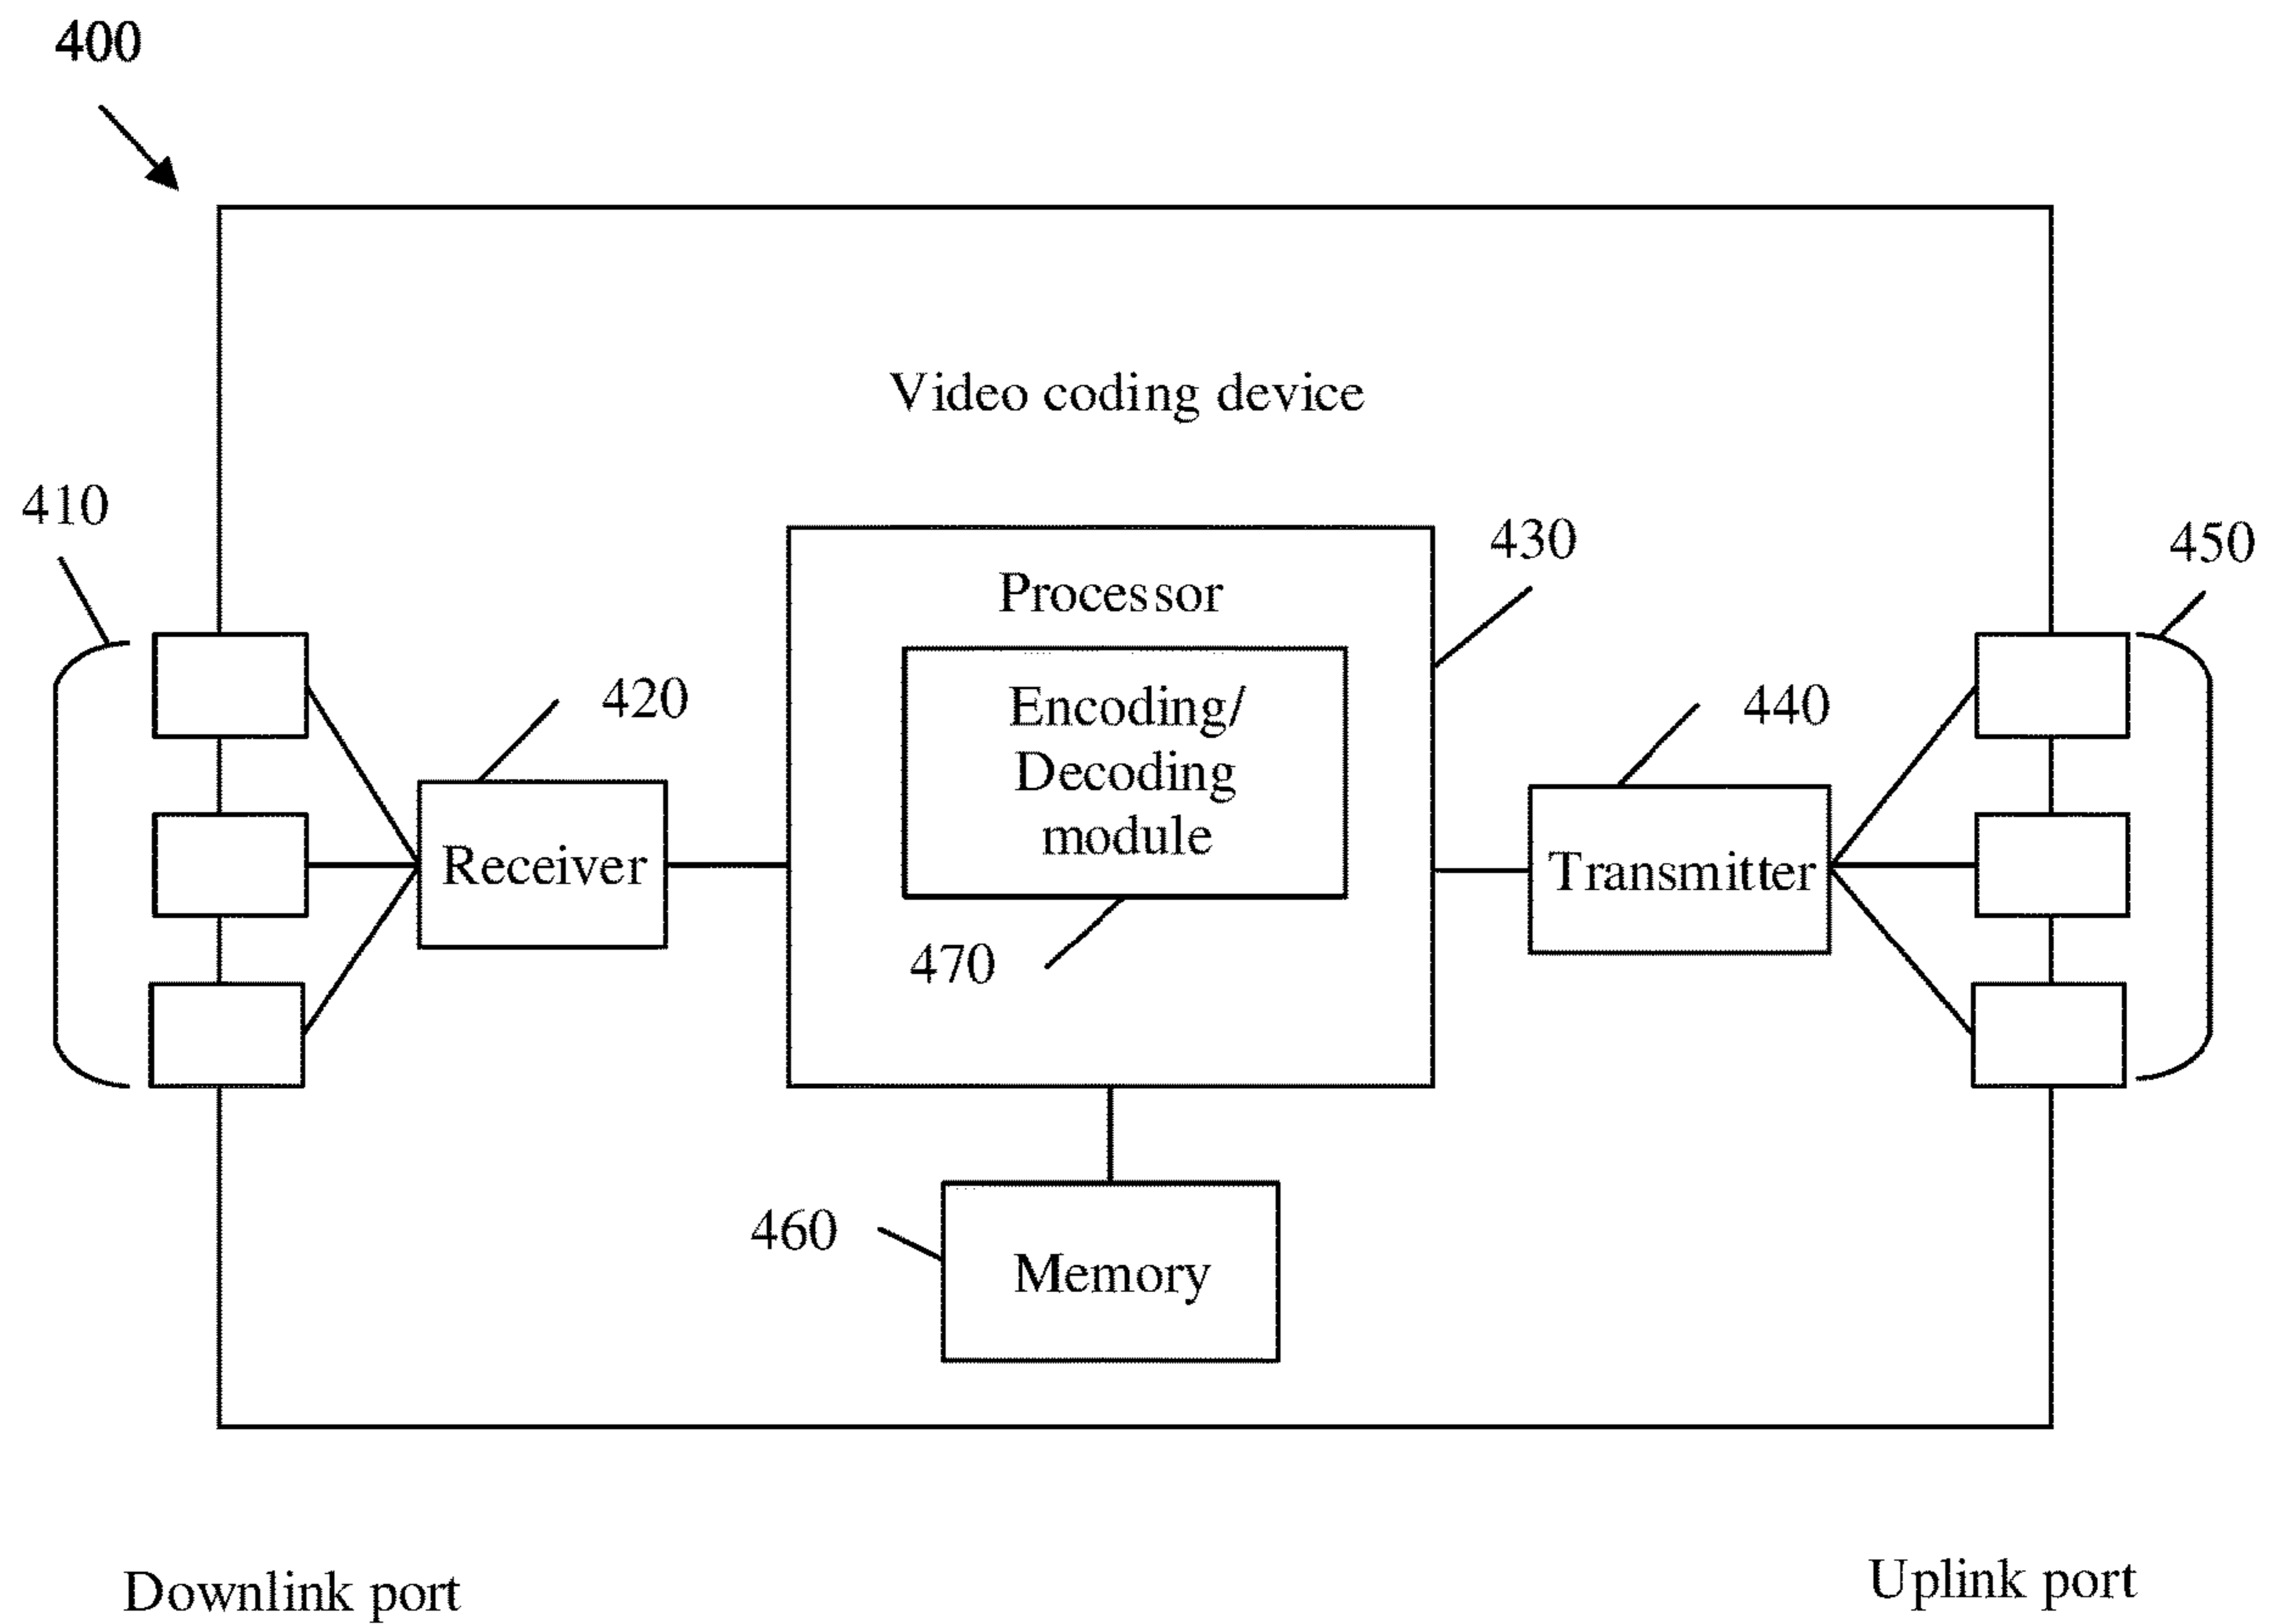 400
Video coding device
410
430
450
Processor
420
Encoding/
Decoding
module
440
Receiver
Transmitter
470
460
Memory
Downlink port
Uplink port